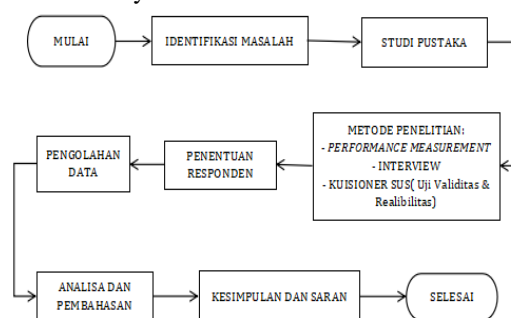 MULAI
IDENTIFIKASI MASALAH
STUDI PUSTAKA
METODE PENELITIAN:
- PERFORMANCE MEASUREMENT
- INTERVIEW
- KUISIONER SUS( Uji Validitas &
Realibilitas)
PENENTUAN
RESPONDEN
PENGOLAHAN
DATA
ANALISA DAN
PEMBAHASAN
KESIMPULAN DAN SARAN
SELESAI